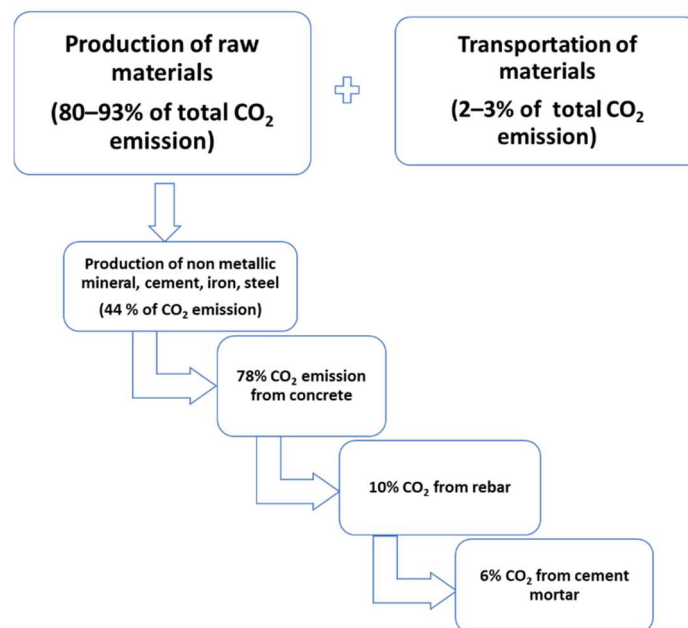 Production of raw
materials
(80–93% of total CO₂
emission)
Transportation of
materials
(2–3% of  total CO₂
emission)
Production of non metallic
mineral, cement, iron, steel
(44 % of CO₂ emission)
78% CO₂ emission
from concrete
10% CO₂ from rebar
6% CO₂ from cement
mortar